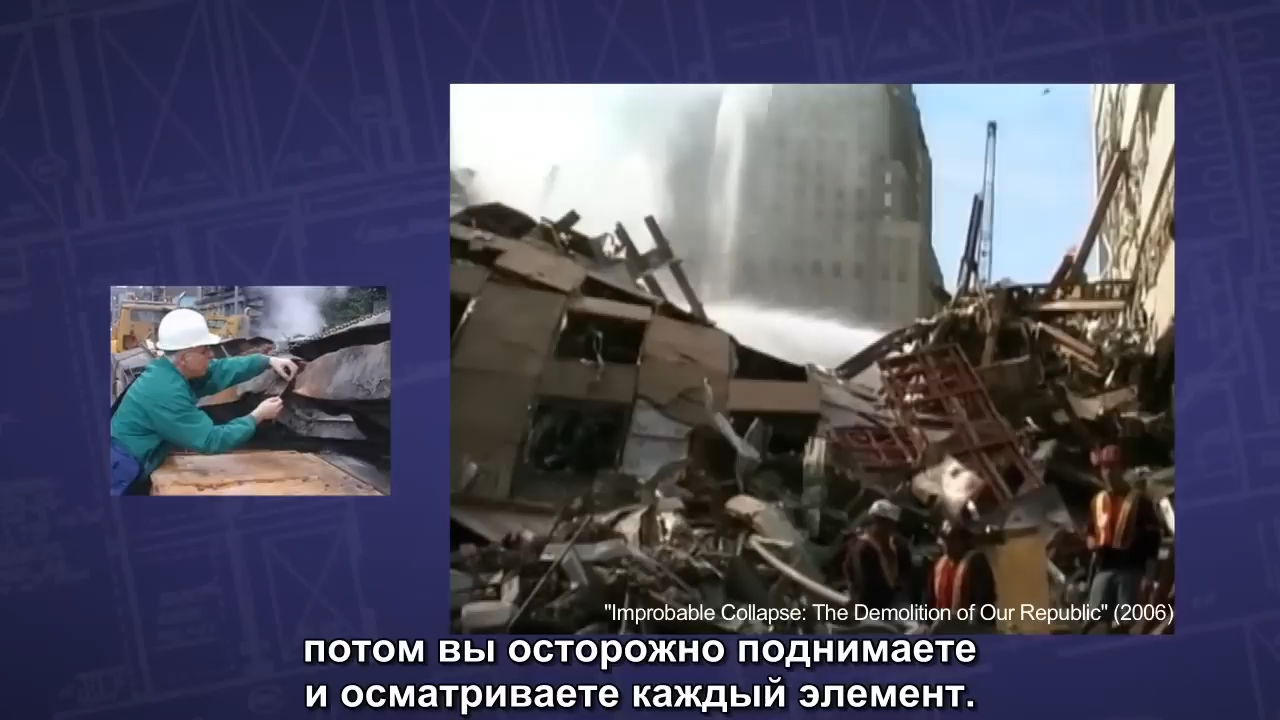 "Improbable Collapse: The Demolition of Our Republic" (2006)
потом вы осторожно поднимаете
и осматриваете каждый элемент.